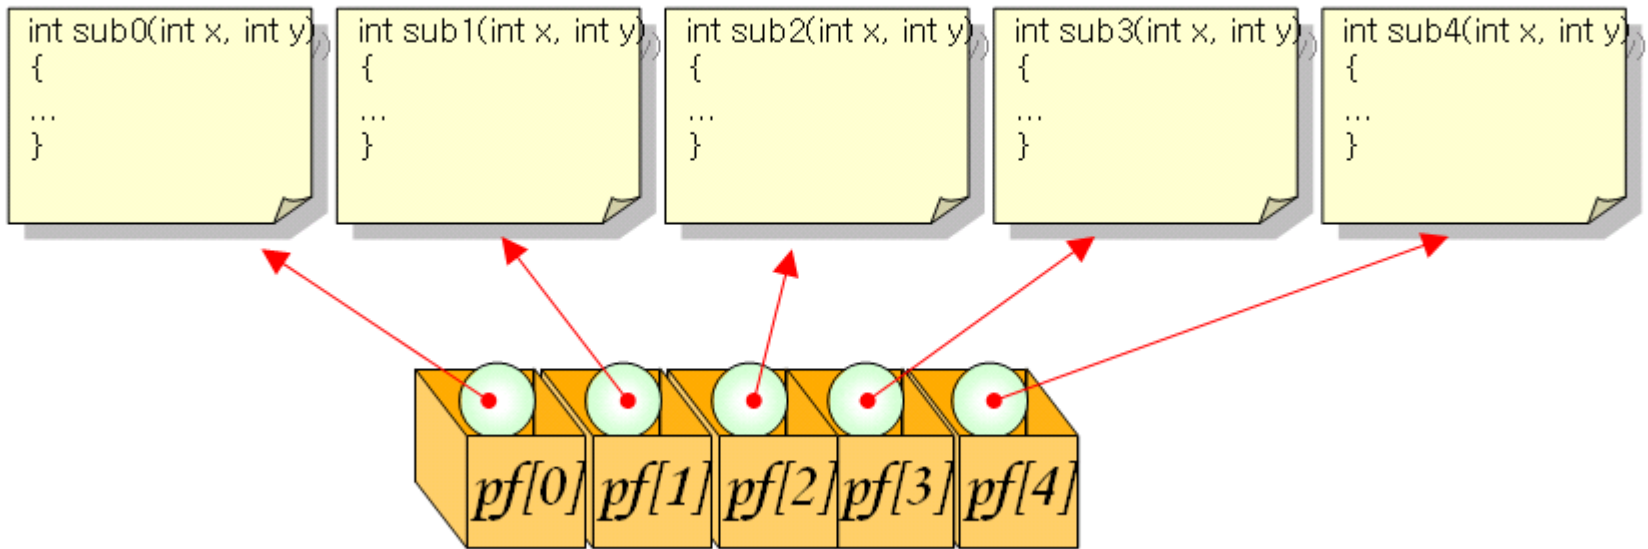 int sub0(int x, int y)
{
...
}
int sub1(int x, int y)
{
...
}
int sub2(int x, int y)
{
...
}
int sub3(int x, int y)
{
...
}
int sub4(int x, int y)
{
...
}
pf[0]
pf[1]
pf[2]
pf[3]
pf[4]